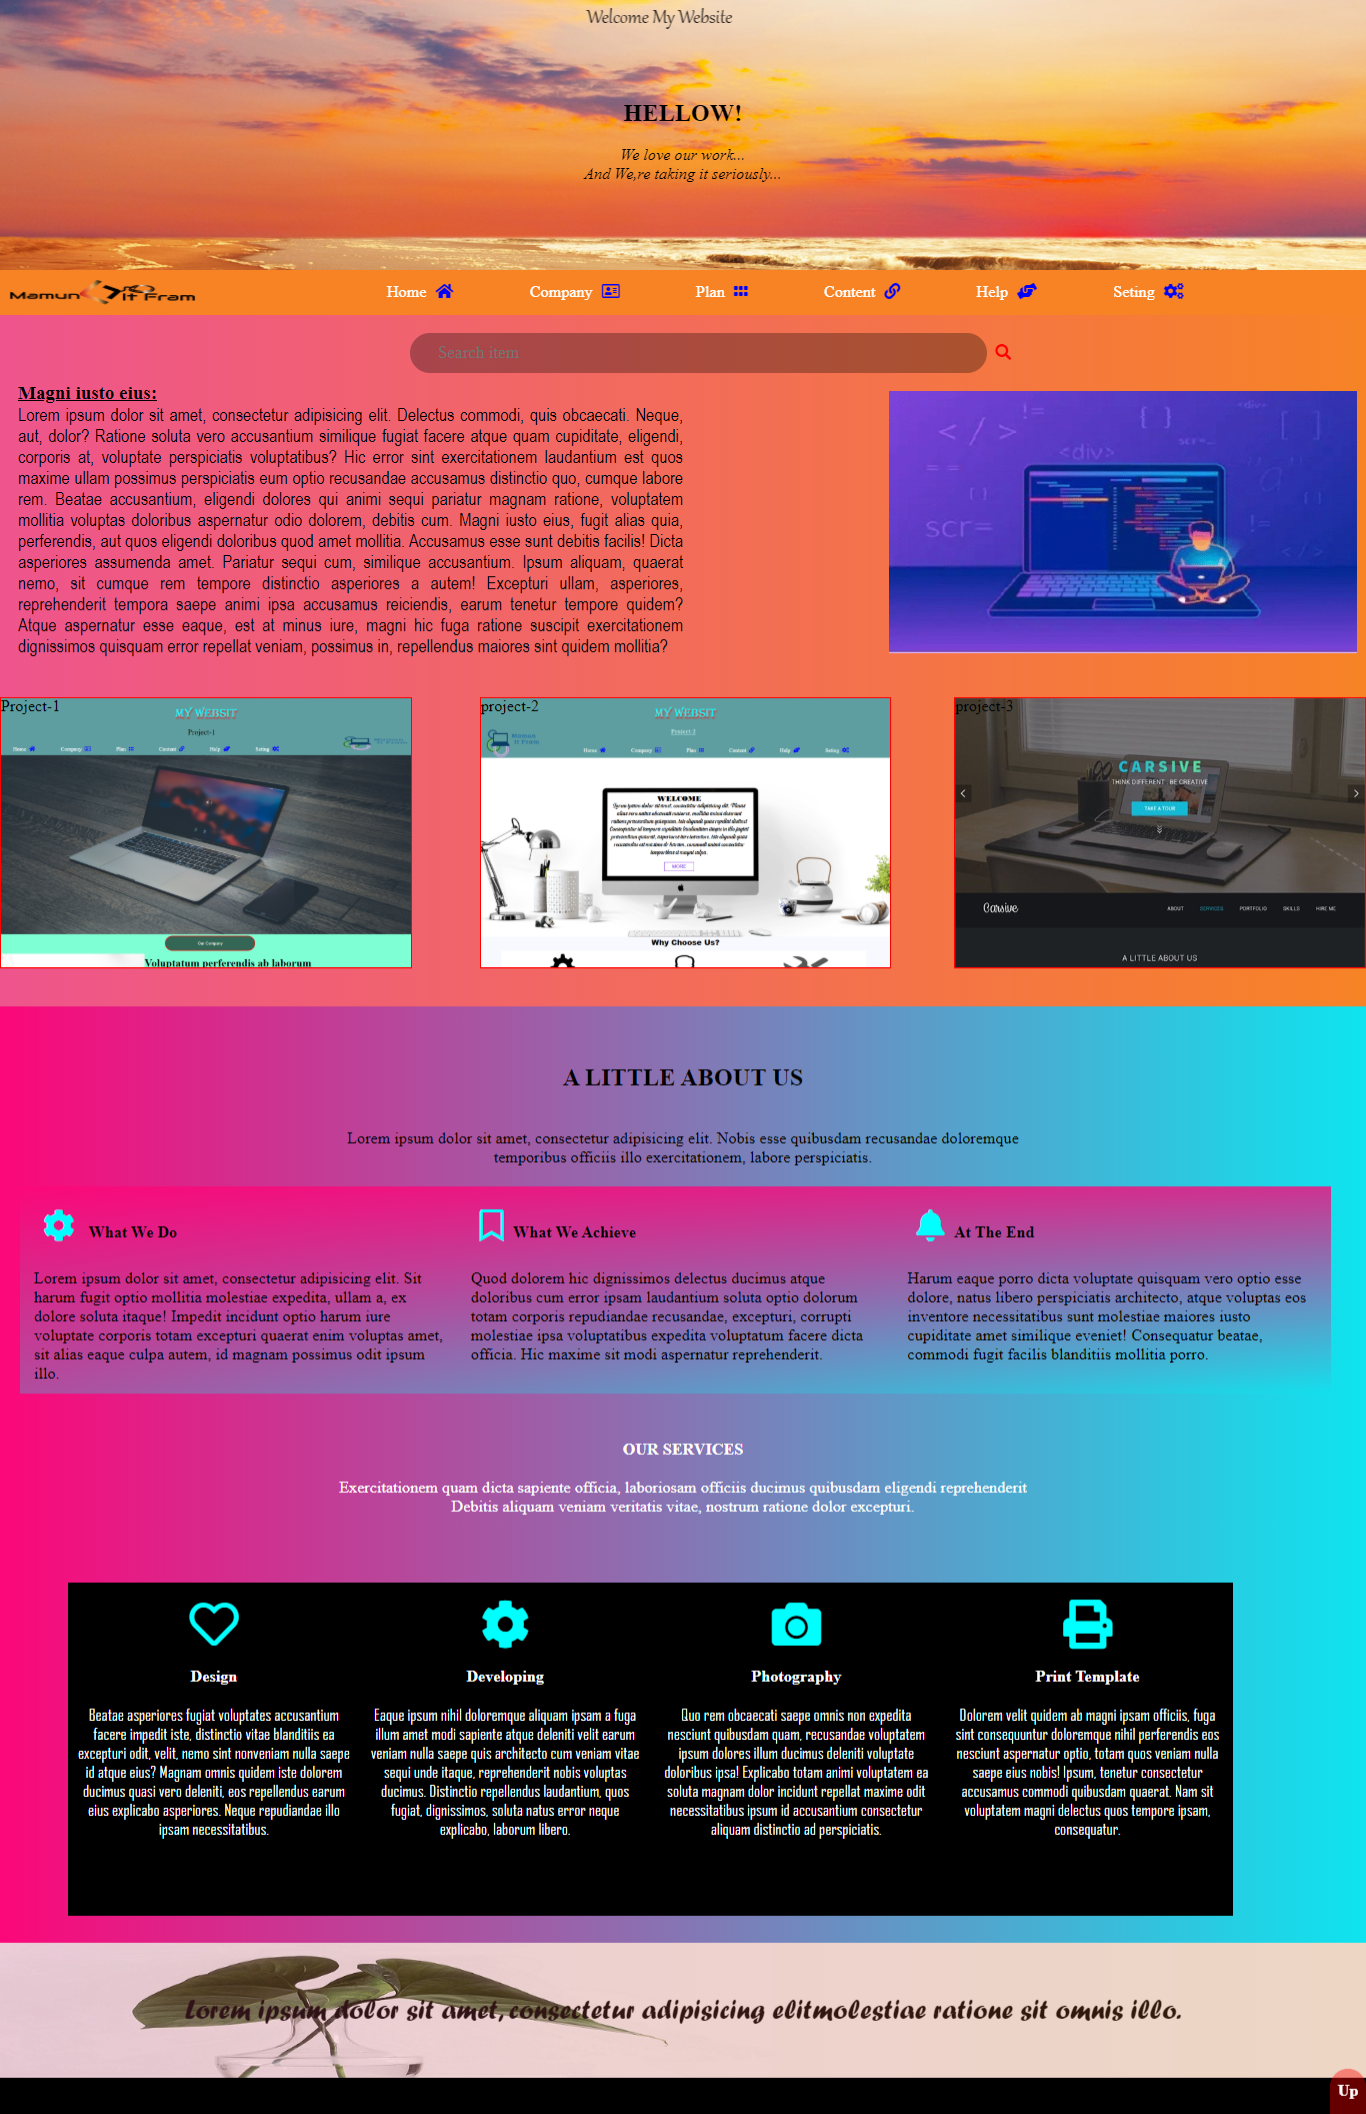 Welcome My Website
HELLOW!
We love our work...
And We,re taking it seriously...
Mamun It Fram
Home
Company
Plan
Content
Help
Seting
Search item
Magni iusto eius:
Lorem ipsum dolor sit amet, consectetur adipisicing elit. Delectus commodi, quis obcaecati. Neque,
aut, dolor? Ratione soluta vero accusantium similique fugiat facere atque quam cupiditate, eligendi,
corporis at, voluptate perspiciatis voluptatibus? Hic error sint exercitationem laudantium est quos
maxime ullam possimus perspiciatis eum optio recusandae accusamus distinctio quo, cumque labore
rem. Beatae accusantium, eligendi dolores qui animi sequi pariatur magnam ratione, voluptatem
mollitia voluptas doloribus aspernatur odio dolorem, debitis cum. Magni iusto eius, fugit alias quia,
perferendis, aut quos eligendi doloribus quod amet mollitia. Accusamus esse sunt debitis facilis! Dicta
asperiores assumenda amet. Pariatur sequi cum, similique accusantium. Ipsum aliquam, quaerat
nemo, sit cumque rem tempore distinctio asperiores a autem! Excepturi ullam, asperiores,
reprehenderit tempora saepe animi ipsa accusamus reiciendis, earum tenetur tempore quidem?
Atque aspernatur esse eaque, est at minus iure, magni hic fuga ratione suscipit exercitationem
dignissimos quisquam error repellat veniam, possimus in, repellendus maiores sint quidem mollitia?
</> != {} <div> []
scr=_
== <div>
scr=
Project-1
MY WEBSIT
Project-1
Home Company Plan Content Help Seting
Our Company
Voluptatum perferendis ab laborum
project-2
MY WEBSIT
Project-2
Mamun It Fram
Home Company Plan Content Help Seting
WELCOME
MORE
Why Choose Us?
project-3
CARSIVE
THINK DIFFERENT . BE CREATIVE
TAKE A TOUR
Carsive
ABOUT SERVICES PORTFOLIO SKILLS HIRE ME
A LITTLE ABOUT US
A LITTLE ABOUT US
Lorem ipsum dolor sit amet, consectetur adipisicing elit. Nobis esse quibusdam recusandae doloremque
temporibus officiis illo exercitationem, labore perspiciatis.
What We Do
Lorem ipsum dolor sit amet, consectetur adipisicing elit. Sit
harum fugit optio mollitia molestiae expedita, ullam a, ex
dolore soluta itaque! Impedit incidunt optio harum iure
voluptate corporis totam excepturi quaerat enim voluptas amet,
sit alias eaque culpa autem, id magnam possimus odit ipsum
illo.
What We Achieve
Quod dolorem hic dignissimos delectus ducimus atque
doloribus cum error ipsam laudantium soluta optio dolorum
totam corporis repudiandae recusandae, excepturi, corrupti
molestiae ipsa voluptatibus expedita voluptatum facere dicta
officia. Hic maxime sit modi aspernatur reprehenderit.
At The End
Harum eaque porro dicta voluptate quisquam vero optio esse
dolore, natus libero perspiciatis architecto, atque voluptas eos
inventore necessitatibus sunt molestiae maiores iusto
cupiditate amet similique eveniet! Consequatur beatae,
commodi fugit facilis blanditiis mollitia porro.
OUR SERVICES
Exercitationem quam dicta sapiente officia, laboriosam officiis ducimus quibusdam eligendi reprehenderit
Debitis aliquam veniam veritatis vitae, nostrum ratione dolor excepturi.
Design
Beatae asperiores fugiat voluptates accusantium
facere impedit iste, distinctio vitae blanditiis ea
excepturi odit, velit, nemo sint nonveniam nulla saepe
id atque eius? Magnam omnis quidem iste dolorem
ducimus quasi vero deleniti, eos repellendus earum
eius explicabo asperiores. Neque repudiandae illo
ipsam necessitatibus.
Developing
Eaque ipsum nihil doloremque aliquam ipsam a fuga
illum amet modi sapiente atque deleniti velit earum
veniam nulla saepe quis architecto cum veniam vitae
sequi unde itaque, reprehenderit nobis voluptas
ducimus. Distinctio repellendus laudantium, quos
fugiat, dignissimos, soluta natus error neque
explicabo, laborum libero.
Photography
Quo rem obcaecati saepe omnis non expedita
nesciunt quibusdam quam, recusandae voluptatem
ipsum dolores illum ducimus deleniti voluptate
doloribus ipsa! Explicabo totam animi voluptatem ea
soluta magnam dolor incidunt repellat maxime odit
necessitatibus ipsum id accusantium consectetur
aliquam distinctio ad perspiciatis.
Print Template
Dolorem velit quidem ab magni ipsam officiis, fuga
sint consequuntur doloremque nihil perferendis eos
nesciunt aspernatur optio, totam quos veniam nulla
saepe eius nobis! Ipsum, tenetur consectetur
accusamus commodi quibusdam quaerat. Nam sit
voluptatem magni delectus quos tempore ipsam,
consequatur.
Lorem ipsum dolor sit amet, consectetur adipisicing elitmolestiae ratione sit omnis illo.
Up